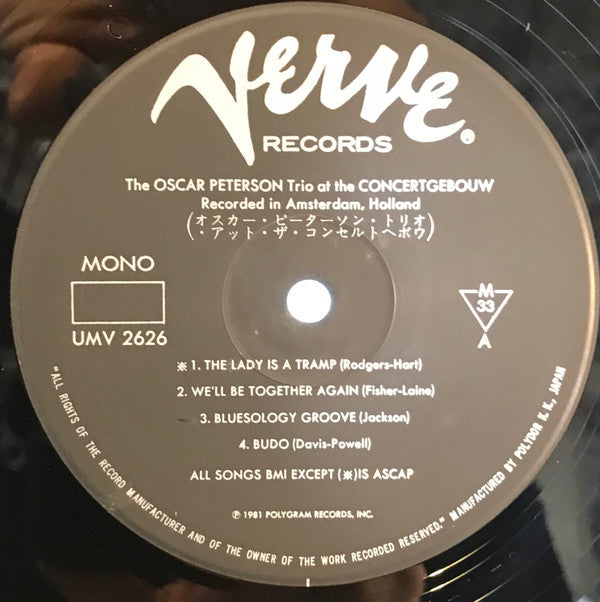 Verve®
RECORDS
The OSCAR PETERSON Trio at the CONCERTGEBOUW
Recorded in Amsterdam, Holland
(オスカー・ピーターソン・トリオ
・アット・ザ・コンセルトヘボウ)
MONO
UMV 2626
M
33
A
※ 1. THE LADY IS A TRAMP (Rodgers-Hart)
2. WE'LL BE TOGETHER AGAIN (Fisher-Laine)
3. BLUESOLOGY GROOVE (Jackson)
4. BUDO (Davis-Powell)
ALL SONGS BMI EXCEPT (※)IS ASCAP
℗ 1981 POLYGRAM RECORDS, INC.
"ALL RIGHTS OF THE RECORD MANUFACTURER AND OF THE OWNER OF THE WORK RECORDED RESERVED." MANUFACTURED BY POLYDOR K.K., JAPAN